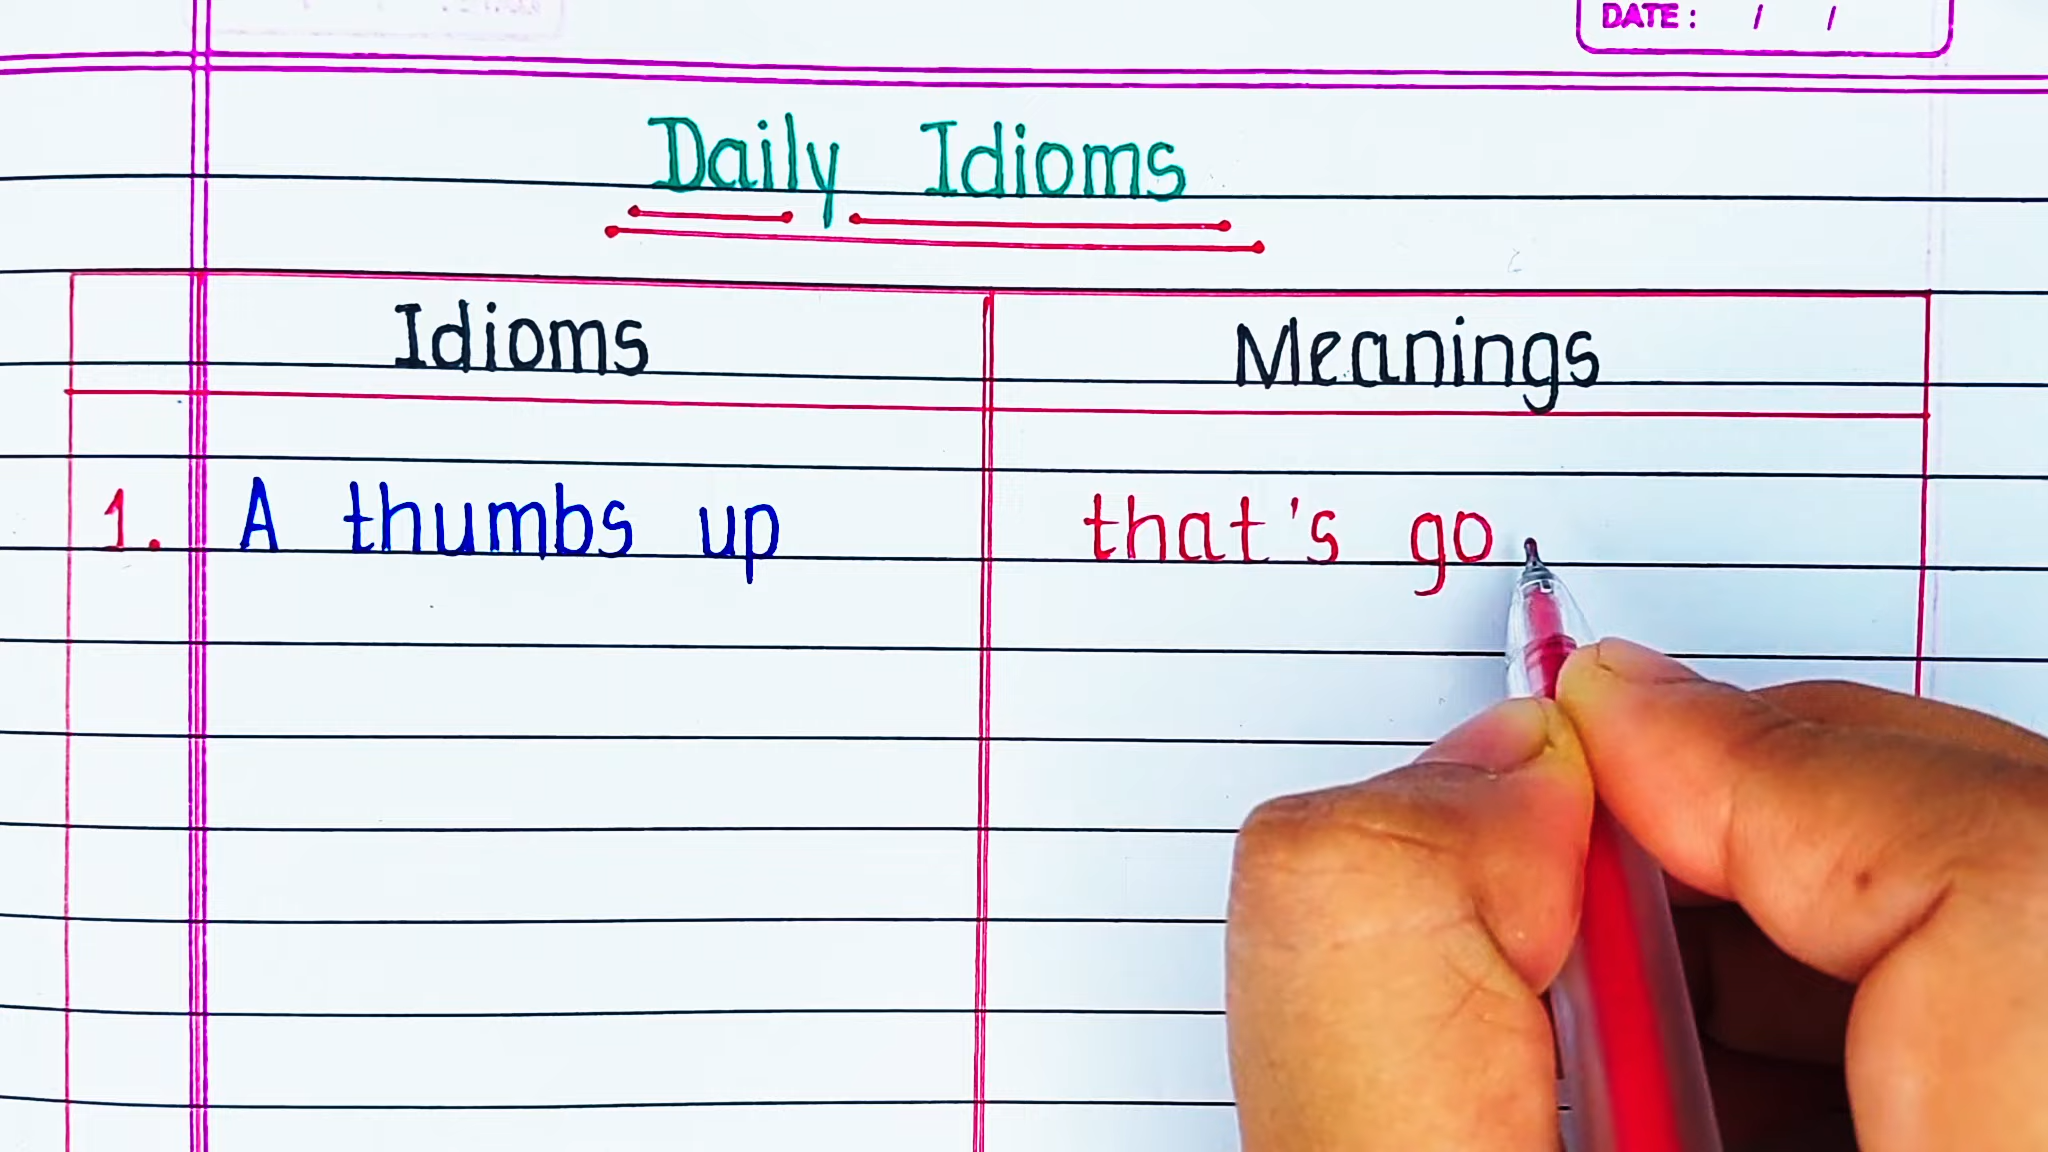 DATE: / /
Daily Idioms
Idioms Meanings
1. A thumbs up that's go